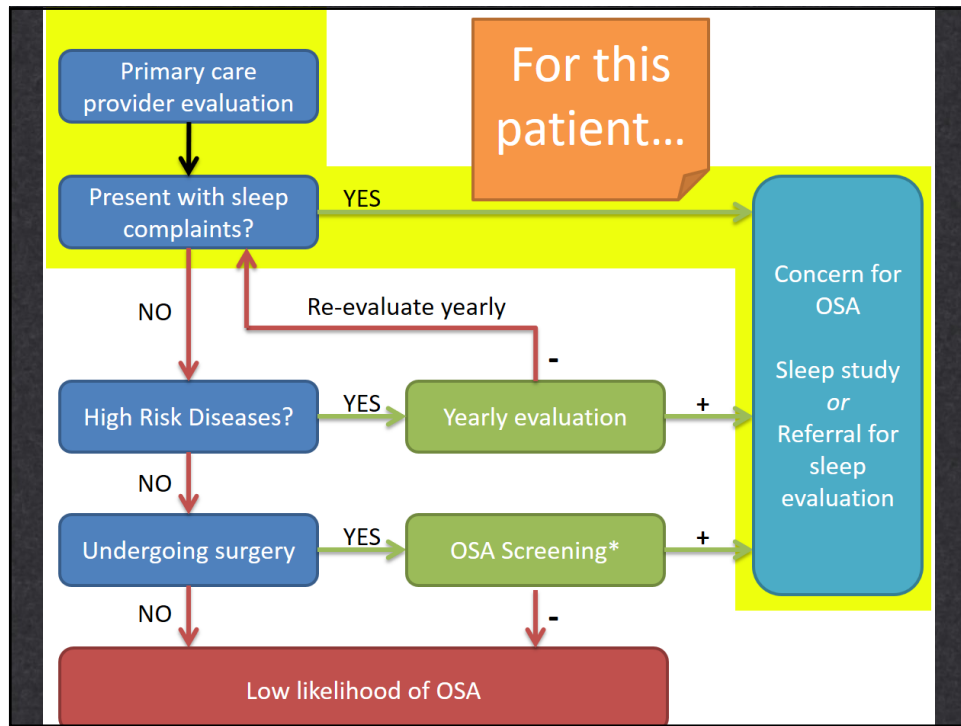 For this
patient...
Primary care
provider evaluation
Present with sleep
complaints?
YES
Concern for
OSA
Sleep study
or
Referral for
sleep
evaluation
NO
Re-evaluate yearly
-
High Risk Diseases?
YES
Yearly evaluation
+
NO
Undergoing surgery
YES
OSA Screening*
+
NO
-
Low likelihood of OSA